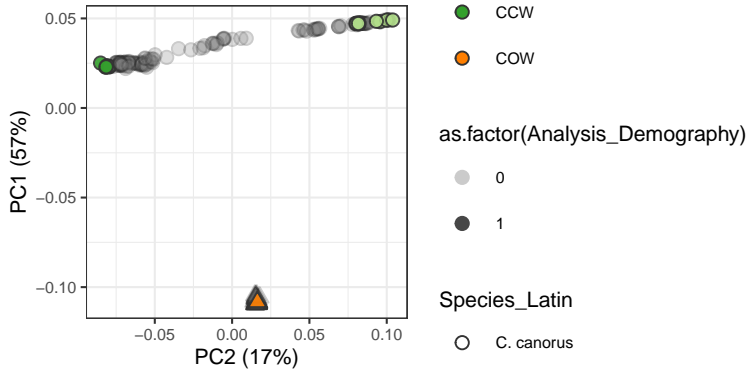 0.05
0.00
−0.05
−0.10
PC1 (57%)
−0.05
0.00
0.05
0.10
PC2 (17%)
CCW
COW
as.factor(Analysis_Demography)
0
1
Species_Latin
C. canorus